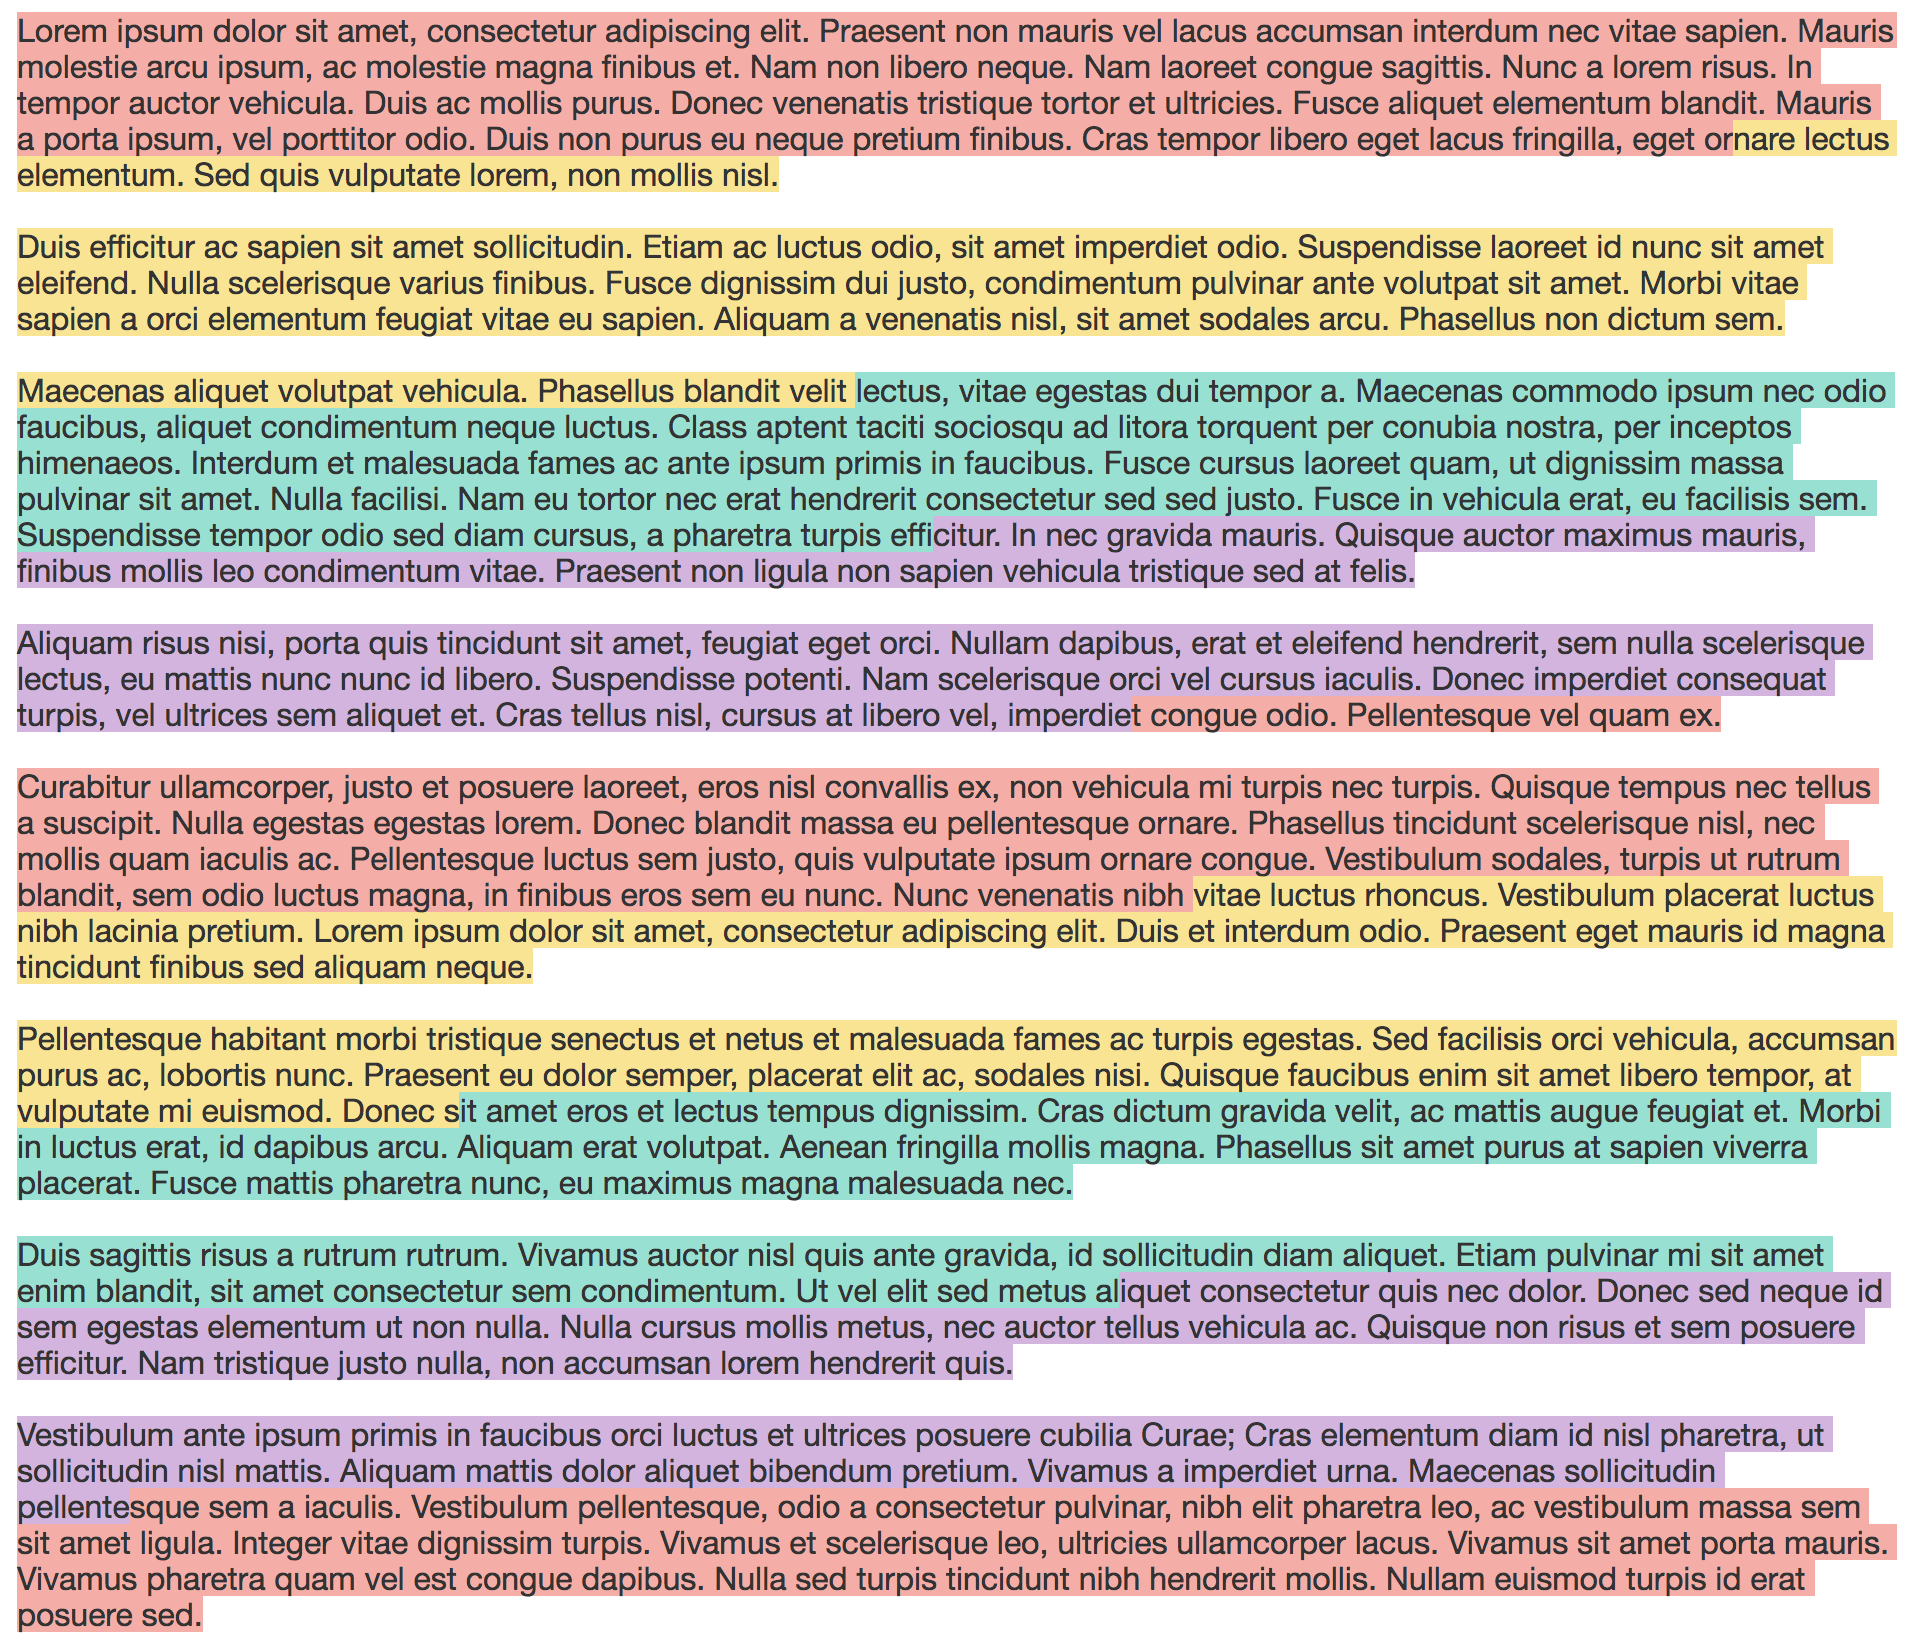 Lorem ipsum dolor sit amet, consectetur adipiscing elit. Praesent non mauris vel lacus accumsan interdum nec vitae sapien. Mauris
molestie arcu ipsum, ac molestie magna finibus et. Nam non libero neque. Nam laoreet congue sagittis. Nunc a lorem risus. In
tempor auctor vehicula. Duis ac mollis purus. Donec venenatis tristique tortor et ultricies. Fusce aliquet elementum blandit. Mauris
a porta ipsum, vel porttitor odio. Duis non purus eu neque pretium finibus. Cras tempor libero eget lacus fringilla, eget ornare lectus
elementum. Sed quis vulputate lorem, non mollis nisl.
Duis efficitur ac sapien sit amet sollicitudin. Etiam ac luctus odio, sit amet imperdiet odio. Suspendisse laoreet id nunc sit amet
eleifend. Nulla scelerisque varius finibus. Fusce dignissim dui justo, condimentum pulvinar ante volutpat sit amet. Morbi vitae
sapien a orci elementum feugiat vitae eu sapien. Aliquam a venenatis nisl, sit amet sodales arcu. Phasellus non dictum sem.
Maecenas aliquet volutpat vehicula. Phasellus blandit velit lectus, vitae egestas dui tempor a. Maecenas commodo ipsum nec odio
faucibus, aliquet condimentum neque luctus. Class aptent taciti sociosqu ad litora torquent per conubia nostra, per inceptos
himenaeos. Interdum et malesuada fames ac ante ipsum primis in faucibus. Fusce cursus laoreet quam, ut dignissim massa
pulvinar sit amet. Nulla facilisi. Nam eu tortor nec erat hendrerit consectetur sed sed justo. Fusce in vehicula erat, eu facilisis sem.
Suspendisse tempor odio sed diam cursus, a pharetra turpis efficitur. In nec gravida mauris. Quisque auctor maximus mauris,
finibus mollis leo condimentum vitae. Praesent non ligula non sapien vehicula tristique sed at felis.
Aliquam risus nisi, porta quis tincidunt sit amet, feugiat eget orci. Nullam dapibus, erat et eleifend hendrerit, sem nulla scelerisque
lectus, eu mattis nunc nunc id libero. Suspendisse potenti. Nam scelerisque orci vel cursus iaculis. Donec imperdiet consequat
turpis, vel ultrices sem aliquet et. Cras tellus nisl, cursus at libero vel, imperdiet congue odio. Pellentesque vel quam ex.
Curabitur ullamcorper, justo et posuere laoreet, eros nisl convallis ex, non vehicula mi turpis nec turpis. Quisque tempus nec tellus
a suscipit. Nulla egestas egestas lorem. Donec blandit massa eu pellentesque ornare. Phasellus tincidunt scelerisque nisl, nec
mollis quam iaculis ac. Pellentesque luctus sem justo, quis vulputate ipsum ornare congue. Vestibulum sodales, turpis ut rutrum
blandit, sem odio luctus magna, in finibus eros sem eu nunc. Nunc venenatis nibh vitae luctus rhoncus. Vestibulum placerat luctus
nibh lacinia pretium. Lorem ipsum dolor sit amet, consectetur adipiscing elit. Duis et interdum odio. Praesent eget mauris id magna
tincidunt finibus sed aliquam neque.
Pellentesque habitant morbi tristique senectus et netus et malesuada fames ac turpis egestas. Sed facilisis orci vehicula, accumsan
purus ac, lobortis nunc. Praesent eu dolor semper, placerat elit ac, sodales nisi. Quisque faucibus enim sit amet libero tempor, at
vulputate mi euismod. Donec sit amet eros et lectus tempus dignissim. Cras dictum gravida velit, ac mattis augue feugiat et. Morbi
in luctus erat, id dapibus arcu. Aliquam erat volutpat. Aenean fringilla mollis magna. Phasellus sit amet purus at sapien viverra
placerat. Fusce mattis pharetra nunc, eu maximus magna malesuada nec.
Duis sagittis risus a rutrum rutrum. Vivamus auctor nisl quis ante gravida, id sollicitudin diam aliquet. Etiam pulvinar mi sit amet
enim blandit, sit amet consectetur sem condimentum. Ut vel elit sed metus aliquet consectetur quis nec dolor. Donec sed neque id
sem egestas elementum ut non nulla. Nulla cursus mollis metus, nec auctor tellus vehicula ac. Quisque non risus et sem posuere
efficitur. Nam tristique justo nulla, non accumsan lorem hendrerit quis.
Vestibulum ante ipsum primis in faucibus orci luctus et ultrices posuere cubilia Curae; Cras elementum diam id nisl pharetra, ut
sollicitudin nisl mattis. Aliquam mattis dolor aliquet bibendum pretium. Vivamus a imperdiet urna. Maecenas sollicitudin
pellentesque sem a iaculis. Vestibulum pellentesque, odio a consectetur pulvinar, nibh elit pharetra leo, ac vestibulum massa sem
sit amet ligula. Integer vitae dignissim turpis. Vivamus et scelerisque leo, ultricies ullamcorper lacus. Vivamus sit amet porta mauris.
Vivamus pharetra quam vel est congue dapibus. Nulla sed turpis tincidunt nibh hendrerit mollis. Nullam euismod turpis id erat
posuere sed.